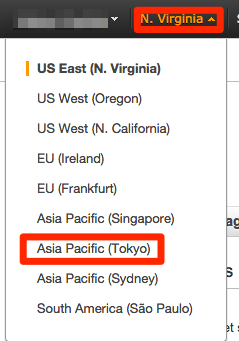 N. Virginia
US East (N. Virginia)
US West (Oregon)
US West (N. California)
EU (Ireland)
EU (Frankfurt)
Asia Pacific (Singapore)
Asia Pacific (Tokyo)
Asia Pacific (Sydney)
South America (São Paulo)